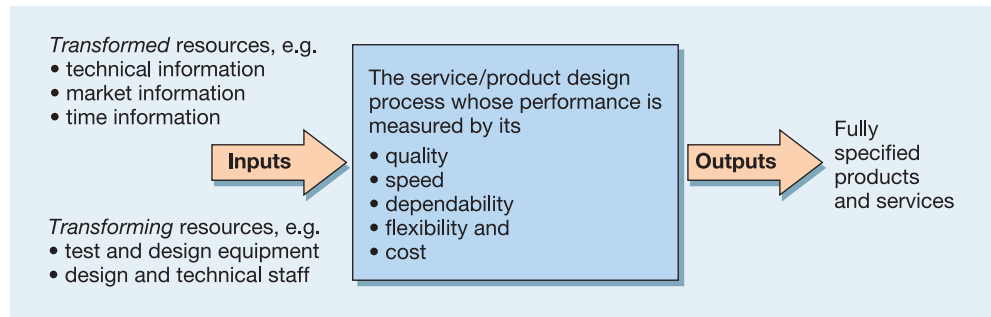 Transformed resources, e.g.
• technical information
• market information
• time information
Inputs
Transforming resources, e.g.
• test and design equipment
• design and technical staff
The service/product design
process whose performance is
measured by its
• quality
• speed
• dependability
• flexibility and
• cost
Outputs
Fully
specified
products
and services